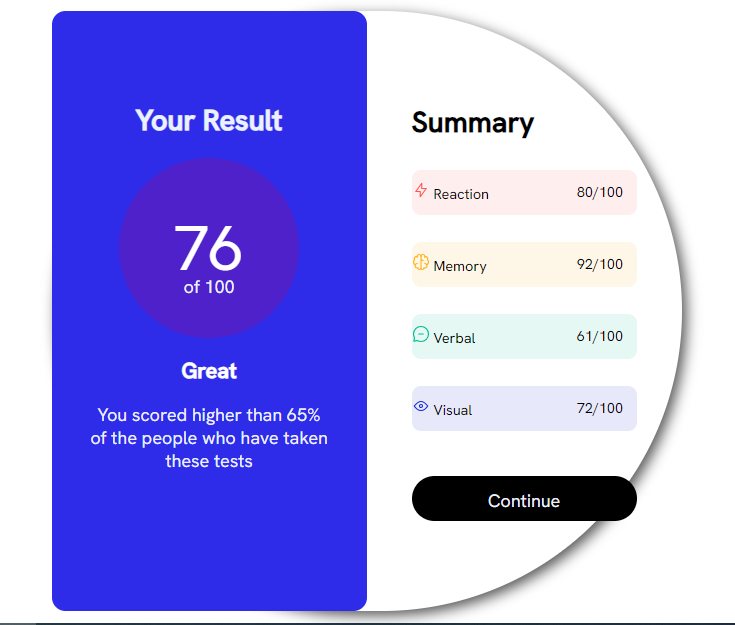 Your Result
76
of 100
Great
You scored higher than 65%
of the people who have taken
these tests
Summary
Reaction 80/100
Memory 92/100
Verbal 61/100
Visual 72/100
Continue